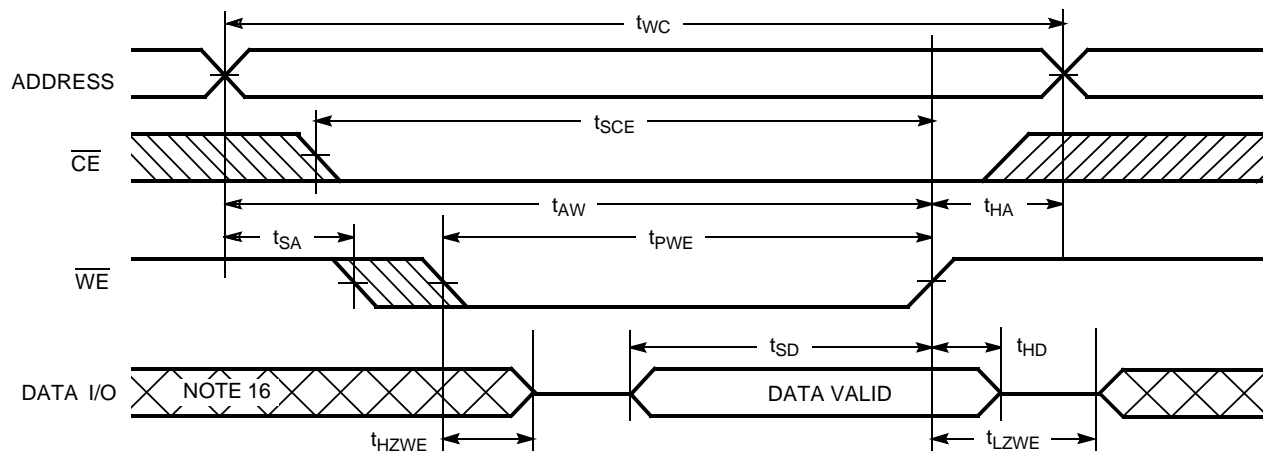 tWC
ADDRESS
tSCE
CE
tAW
tHA
tSA
tPWE
WE
tSD
tHD
DATA I/O
NOTE 16
DATA VALID
tHZWE
tLZWE